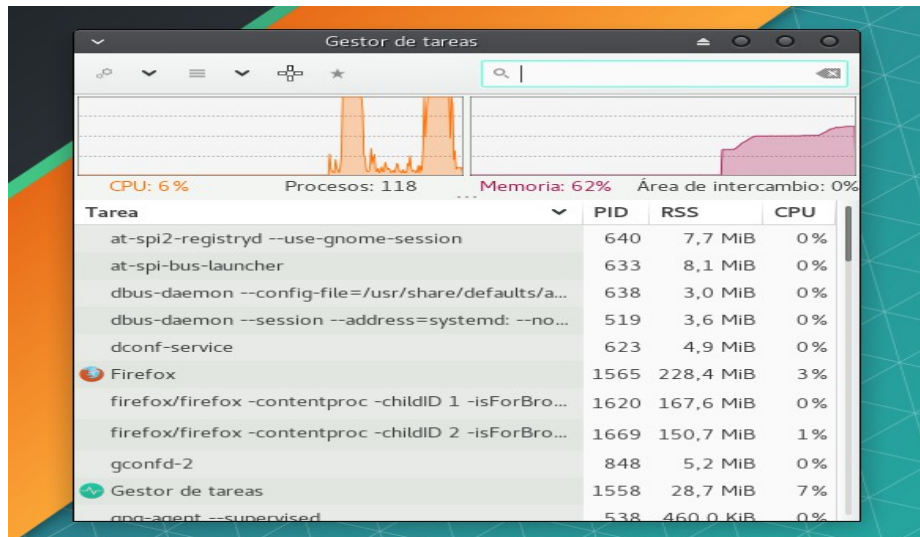 Gestor de tareas
CPU: 6% Procesos: 118 Memoria: 62% Área de intercambio: 0%
Tarea PID RSS CPU
at-spi2-registryd --use-gnome-session 640 7,7 MiB 0%
at-spi-bus-launcher 633 8,1 MiB 0%
dbus-daemon --config-file=/usr/share/defaults/a... 638 3,0 MiB 0%
dbus-daemon --session --address=systemd: --no... 519 3,6 MiB 0%
dconf-service 623 4,9 MiB 0%
Firefox 1565 228,4 MiB 3%
firefox/firefox -contentproc -childID 1 -isForBro... 1620 167,6 MiB 0%
firefox/firefox -contentproc -childID 2 -isForBro... 1669 150,7 MiB 1%
gconfd-2 848 5,2 MiB 0%
Gestor de tareas 1558 28,7 MiB 7%
gpg-agent --supervised 538 460,0 KiB 0%